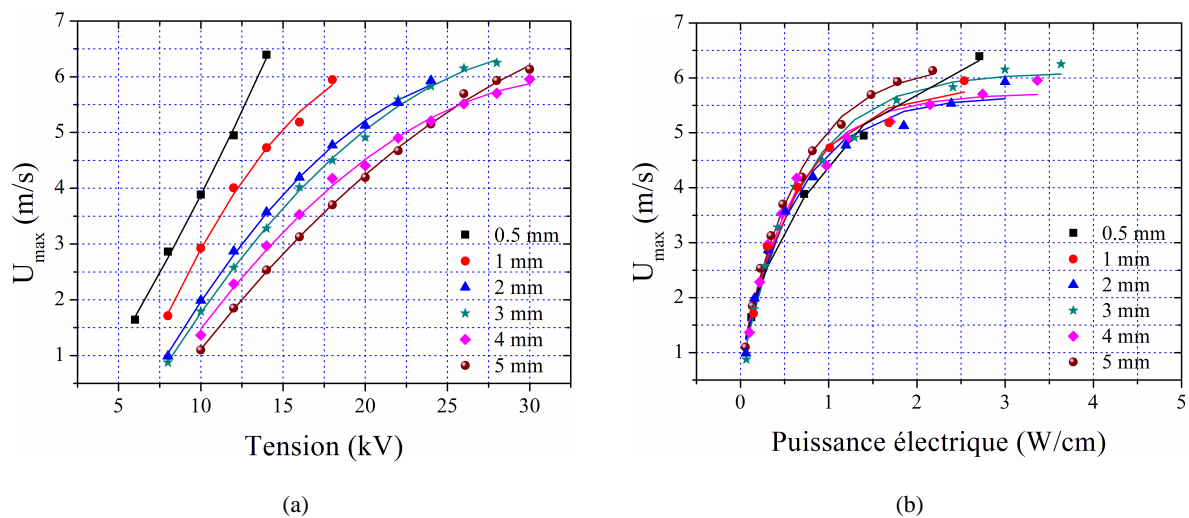 7
6
5
4
3
2
1
U_max (m/s)
0.5 mm
1 mm
2 mm
3 mm
4 mm
5 mm
5 10 15 20 25 30
Tension (kV)
(a)
7
6
5
4
3
2
1
U_max (m/s)
0.5 mm
1 mm
2 mm
3 mm
4 mm
5 mm
0 1 2 3 4 5
Puissance électrique (W/cm)
(b)